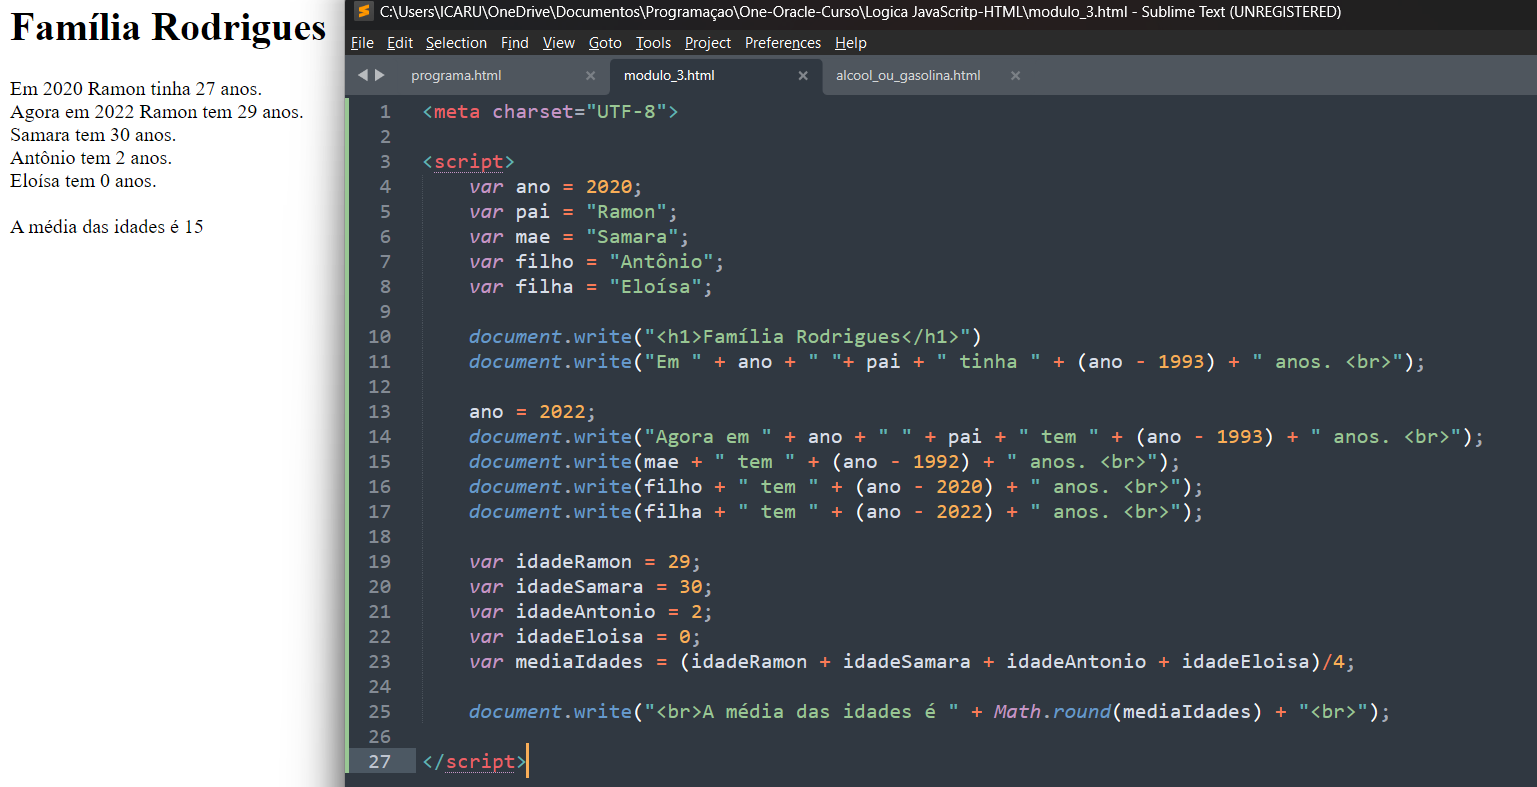 Família Rodrigues
Em 2020 Ramon tinha 27 anos.
Agora em 2022 Ramon tem 29 anos.
Samara tem 30 anos.
Antônio tem 2 anos.
Eloísa tem 0 anos.
A média das idades é 15
C:\Users\ICARU\OneDrive\Documentos\Programaçao\One-Oracle-Curso\Logica JavaScritp-HTML\modulo_3.html - Sublime Text (UNREGISTERED)
File Edit Selection Find View Goto Tools Project Preferences Help
programa.html × modulo_3.html × alcool_ou_gasolina.html ×
1 <meta charset="UTF-8">
2
3 <script>
4 var ano = 2020;
5 var pai = "Ramon";
6 var mae = "Samara";
7 var filho = "Antônio";
8 var filha = "Eloísa";
9
10 document.write("<h1>Família Rodrigues</h1>")
11 document.write("Em " + ano + " "+ pai + " tinha " + (ano - 1993) + " anos. <br>");
12
13 ano = 2022;
14 document.write("Agora em " + ano + " " + pai + " tem " + (ano - 1993) + " anos. <br>");
15 document.write(mae + " tem " + (ano - 1992) + " anos. <br>");
16 document.write(filho + " tem " + (ano - 2020) + " anos. <br>");
17 document.write(filha + " tem " + (ano - 2022) + " anos. <br>");
18
19 var idadeRamon = 29;
20 var idadeSamara = 30;
21 var idadeAntonio = 2;
22 var idadeEloisa = 0;
23 var mediaIdades = (idadeRamon + idadeSamara + idadeAntonio + idadeEloisa)/4;
24
25 document.write("<br>A média das idades é " + Math.round(mediaIdades) + "<br>");
26
27 </script>